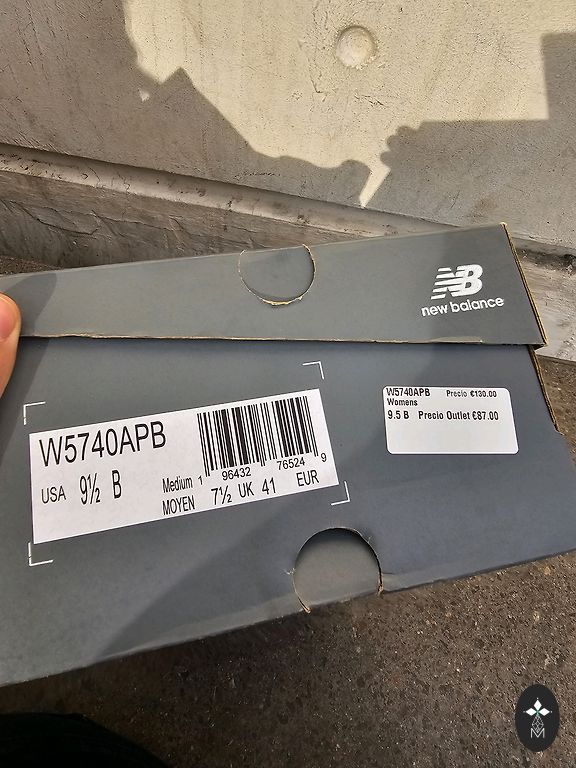 NB
new balance
W5740APB
USA 9½ B
Medium
MOYEN
7½ UK 41 EUR
1 96432 76524 9
W5740APB Precio €130.00
Womens
9.5 B Precio Outlet €87.00
M